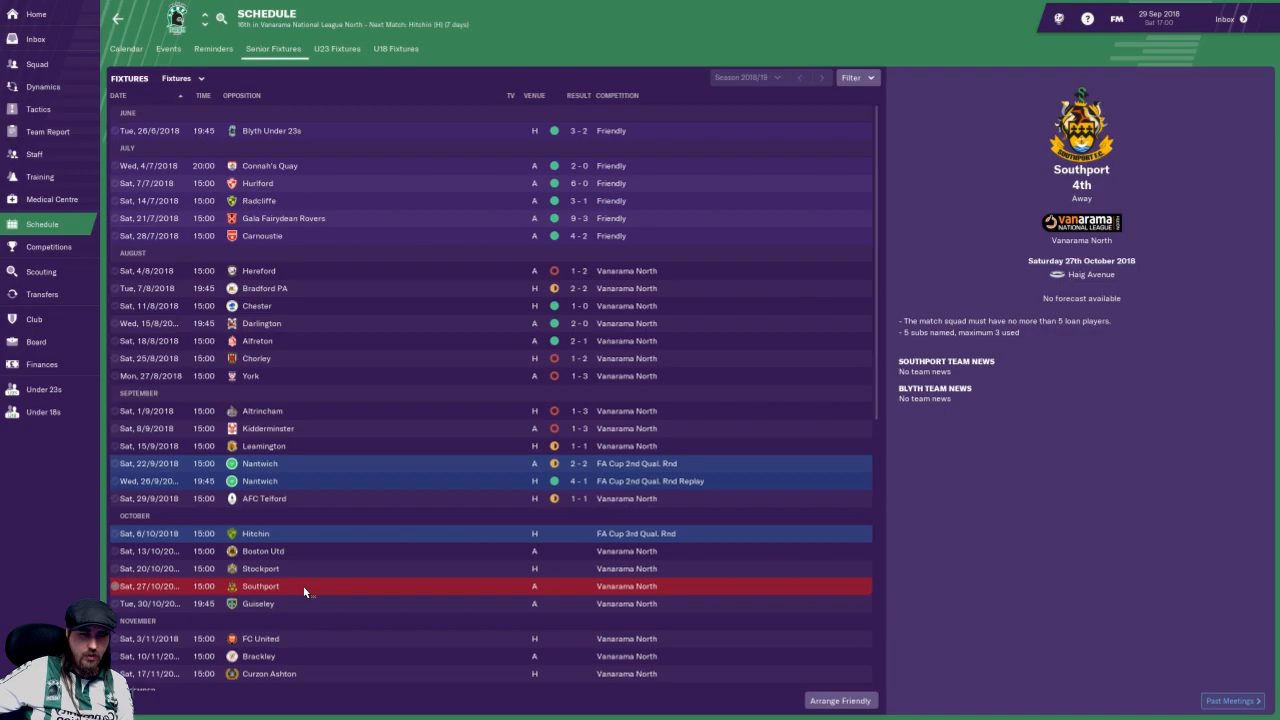 Home
Inbox
Squad
Dynamics
Tactics
Team Report
Staff
Training
Medical Centre
Schedule
Competitions
Scouting
Transfers
Club
Board
Finances
Under 23s
Under 18s
SCHEDULE
16th in Vanarama National League North - Next Match: Hitchin (H) (7 days)
FM
29 Sep 2018
Sat 17:00
Inbox
Calendar Events Reminders Senior Fixtures U23 Fixtures U18 Fixtures
FIXTURES Fixtures Season 2018/19 Filter
DATE TIME OPPOSITION TV VENUE RESULT COMPETITION
JUNE
Tue, 26/6/2018 19:45 Blyth Under 23s H 3 - 2 Friendly
JULY
Wed, 4/7/2018 20:00 Connah's Quay A 2 - 0 Friendly
Sat, 7/7/2018 15:00 Hurlford A 6 - 0 Friendly
Sat, 14/7/2018 15:00 Radcliffe A 3 - 1 Friendly
Sat, 21/7/2018 15:00 Gala Fairydean Rovers A 9 - 3 Friendly
Sat, 28/7/2018 15:00 Carnoustie A 4 - 2 Friendly
AUGUST
Sat, 4/8/2018 15:00 Hereford A 1 - 2 Vanarama North
Tue, 7/8/2018 19:45 Bradford PA H 2 - 2 Vanarama North
Sat, 11/8/2018 15:00 Chester H 1 - 0 Vanarama North
Wed, 15/8/20... 19:45 Darlington A 2 - 0 Vanarama North
Sat, 18/8/2018 15:00 Alfreton A 2 - 1 Vanarama North
Sat, 25/8/2018 15:00 Chorley H 1 - 2 Vanarama North
Mon, 27/8/2018 15:00 York A 1 - 3 Vanarama North
SEPTEMBER
Sat, 1/9/2018 15:00 Altrincham H 1 - 3 Vanarama North
Sat, 8/9/2018 15:00 Kidderminster A 1 - 3 Vanarama North
Sat, 15/9/2018 15:00 Leamington H 1 - 1 Vanarama North
Sat, 22/9/2018 15:00 Nantwich A 2 - 2 FA Cup 2nd Qual. Rnd
Wed, 26/9/20... 19:45 Nantwich H 4 - 1 FA Cup 2nd Qual. Rnd Replay
Sat, 29/9/2018 15:00 AFC Telford H 1 - 1 Vanarama North
OCTOBER
Sat, 6/10/2018 15:00 Hitchin H FA Cup 3rd Qual. Rnd
Sat, 13/10/20... 15:00 Boston Utd A Vanarama North
Sat, 20/10/20... 15:00 Stockport H Vanarama North
Sat, 27/10/20... 15:00 Southport A Vanarama North
Tue, 30/10/20... 19:45 Guiseley A Vanarama North
NOVEMBER
Sat, 3/11/2018 15:00 FC United H Vanarama North
Sat, 10/11/20... 15:00 Brackley A Vanarama North
Sat, 17/11/20... 15:00 Curzon Ashton H Vanarama North
Arrange Friendly
SOUTHPORT F.C.
Southport
4th
Away
vanarama
NATIONAL LEAGUE NORTH
Vanarama North
Saturday 27th October 2018
Haig Avenue
No forecast available
- The match squad must have no more than 5 loan players.
- 5 subs named, maximum 3 used
SOUTHPORT TEAM NEWS
No team news
BLYTH TEAM NEWS
No team news
Past Meetings